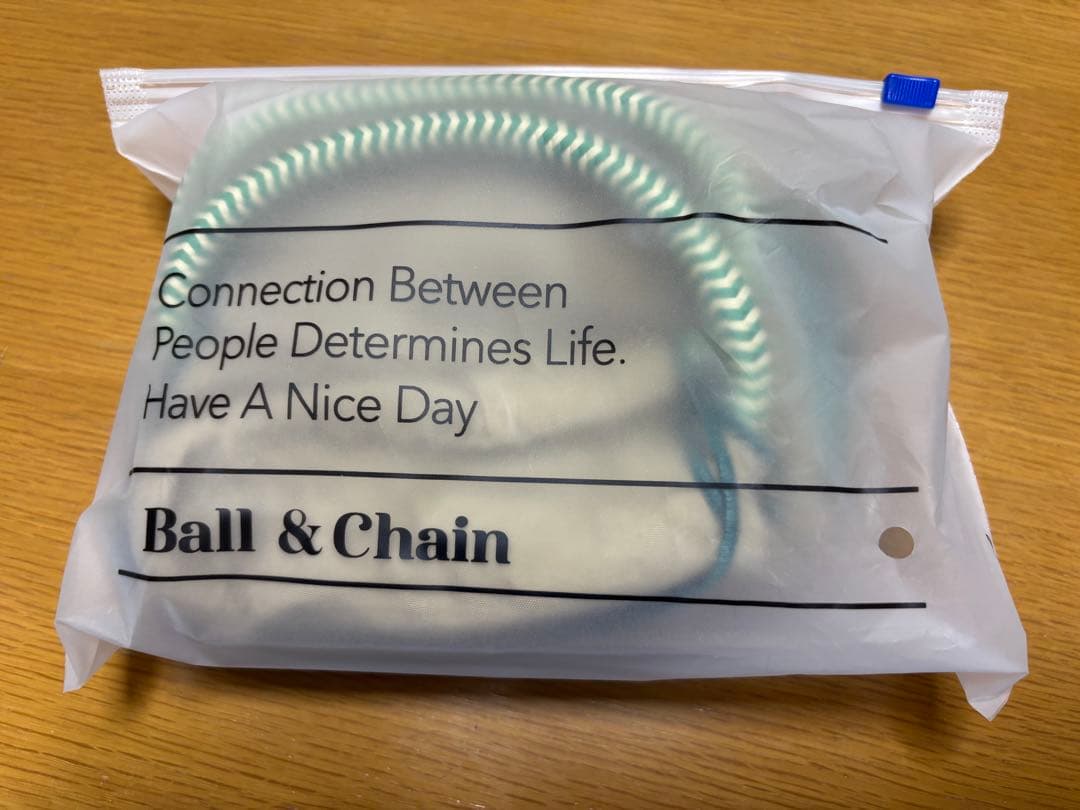 Connection Between
People Determines Life.
Have A Nice Day
Ball & Chain